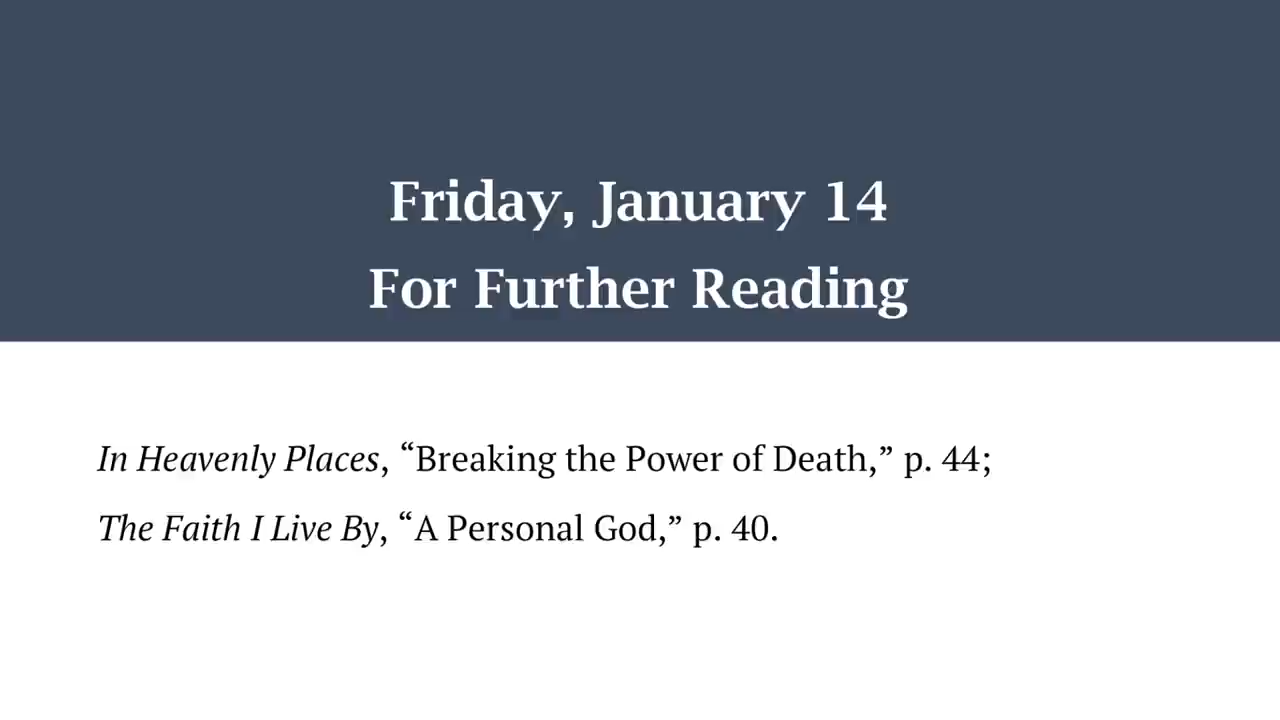 Friday, January 14
For Further Reading
In Heavenly Places, “Breaking the Power of Death,” p. 44;
The Faith I Live By, “A Personal God,” p. 40.